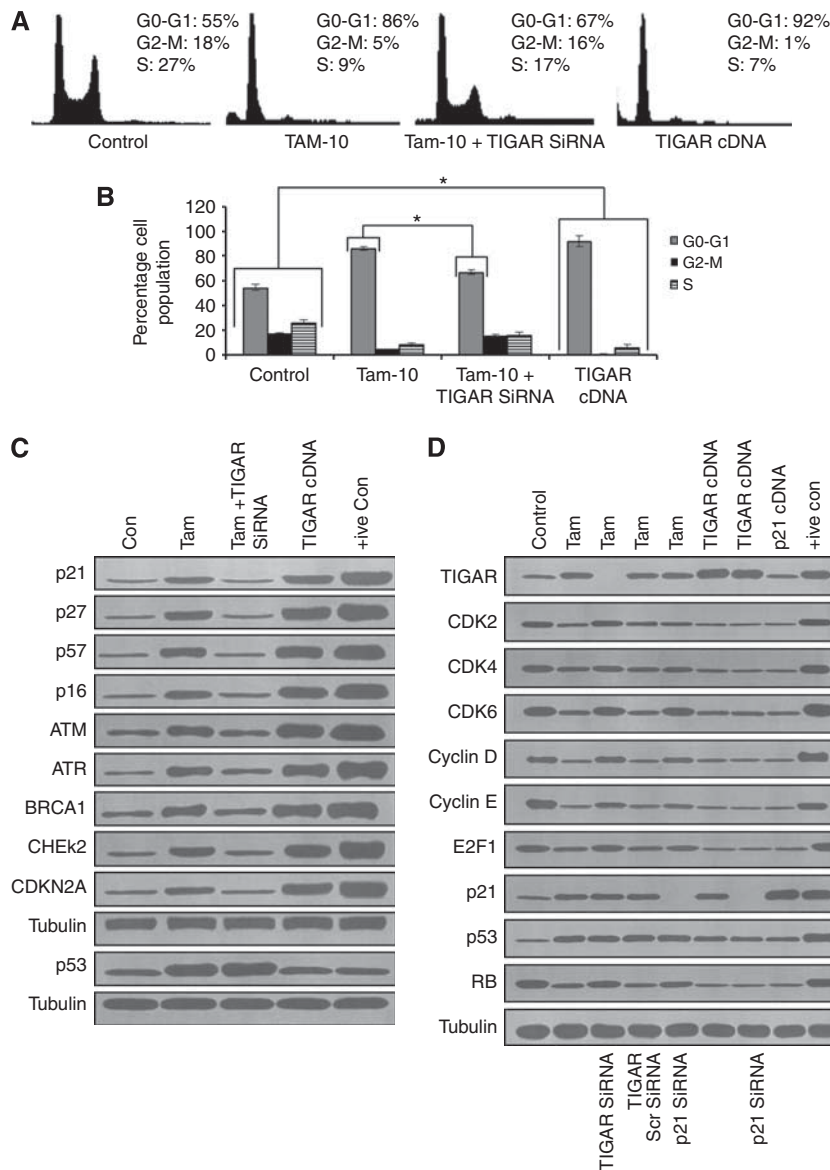 A
G0-G1: 55%
G2-M: 18%
S: 27%
G0-G1: 86%
G2-M: 5%
S: 9%
G0-G1: 67%
G2-M: 16%
S: 17%
G0-G1: 92%
G2-M: 1%
S: 7%
Control
TAM-10
Tam-10 + TIGAR SiRNA
TIGAR cDNA
B
Percentage cell
population
120
100
80
60
40
20
0
*
*
G0-G1
G2-M
S
Control
Tam-10
Tam-10 +
TIGAR SiRNA
TIGAR
cDNA
C
Con
Tam
Tam +TIGAR
SiRNA
TIGAR cDNA
+ive Con
p21
p27
p57
p16
ATM
ATR
BRCA1
CHEk2
CDKN2A
Tubulin
p53
Tubulin
D
Control
Tam
Tam
Tam
Tam
TIGAR cDNA
TIGAR cDNA
p21 cDNA
+ive con
TIGAR
CDK2
CDK4
CDK6
Cyclin D
Cyclin E
E2F1
p21
p53
RB
Tubulin
TIGAR SiRNA
TIGAR
Scr SiRNA
p21 SiRNA
p21 SiRNA